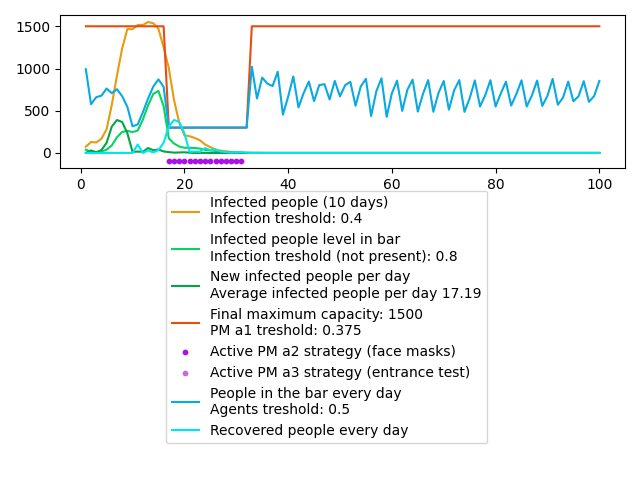 1500
1000
500
0
0
20
40
60
80
100
Infected people (10 days)
Infection treshold: 0.4
Infected people level in bar
Infection treshold (not present): 0.8
New infected people per day
Average infected people per day 17.19
Final maximum capacity: 1500
PM a1 treshold: 0.375
Active PM a2 strategy (face masks)
Active PM a3 strategy (entrance test)
People in the bar every day
Agents treshold: 0.5
Recovered people every day